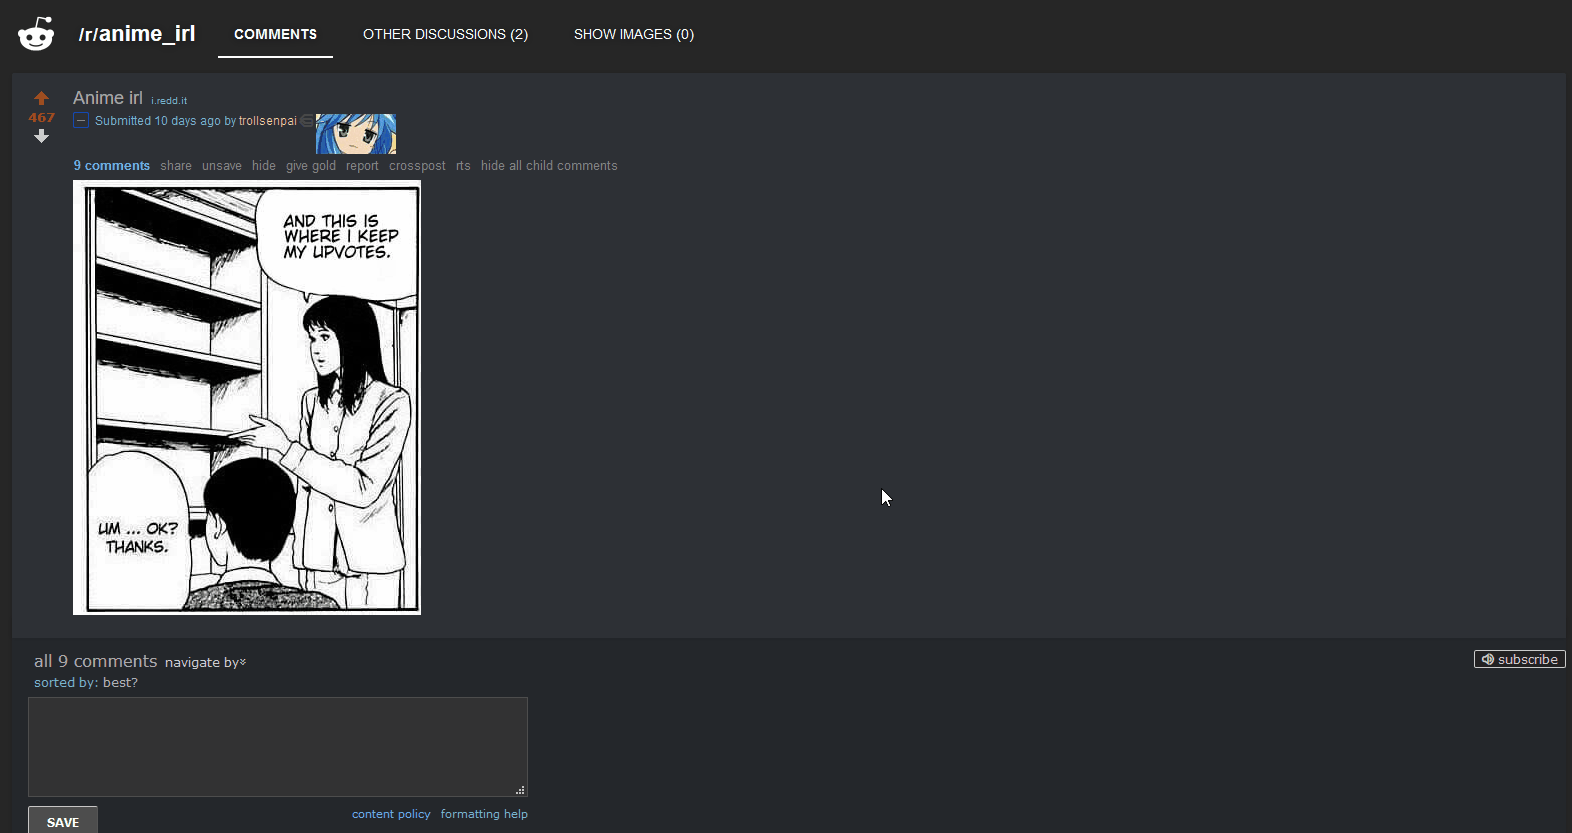 /r/anime_irl COMMENTS OTHER DISCUSSIONS (2) SHOW IMAGES (0)
Anime irl i.redd.it
467
Submitted 10 days ago by trollsenpai
9 comments share unsave hide give gold report crosspost rts hide all child comments
AND THIS IS
WHERE I KEEP
MY UPVOTES.
UM ... OK?
THANKS.
all 9 comments navigate by
subscribe
sorted by: best?
content policy formatting help
SAVE